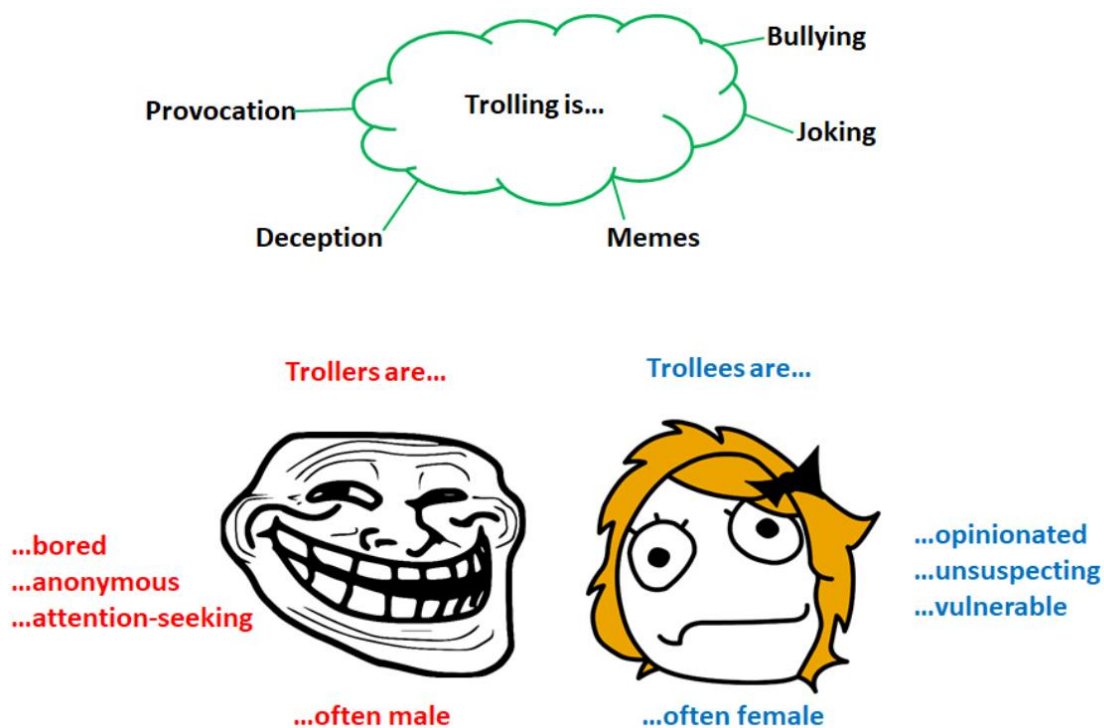 Bullying
Provocation
Trolling is...
Joking
Deception
Memes
Trollers are...
Trollees are...
...bored
...anonymous
...attention-seeking
...opinionated
...unsuspecting
...vulnerable
...often male
...often female